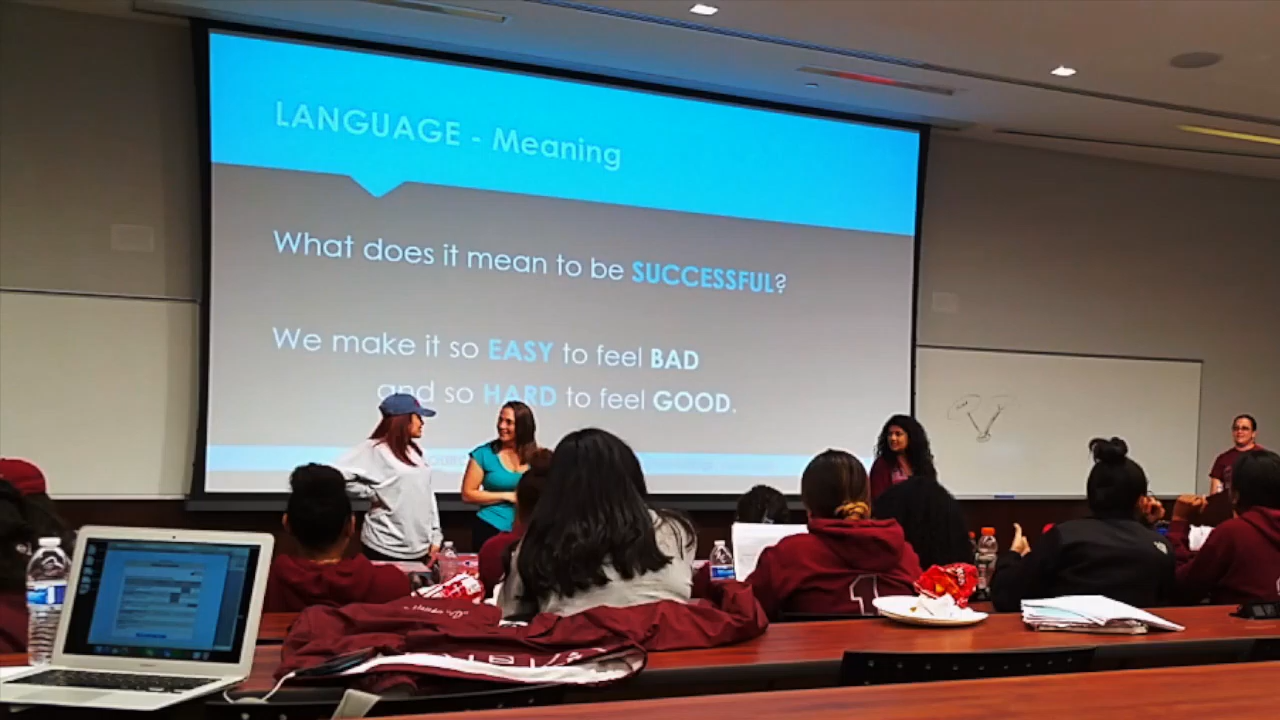 LANGUAGE - Meaning
What does it mean to be SUCCESSFUL?
We make it so EASY to feel BAD
and so HARD to feel GOOD.